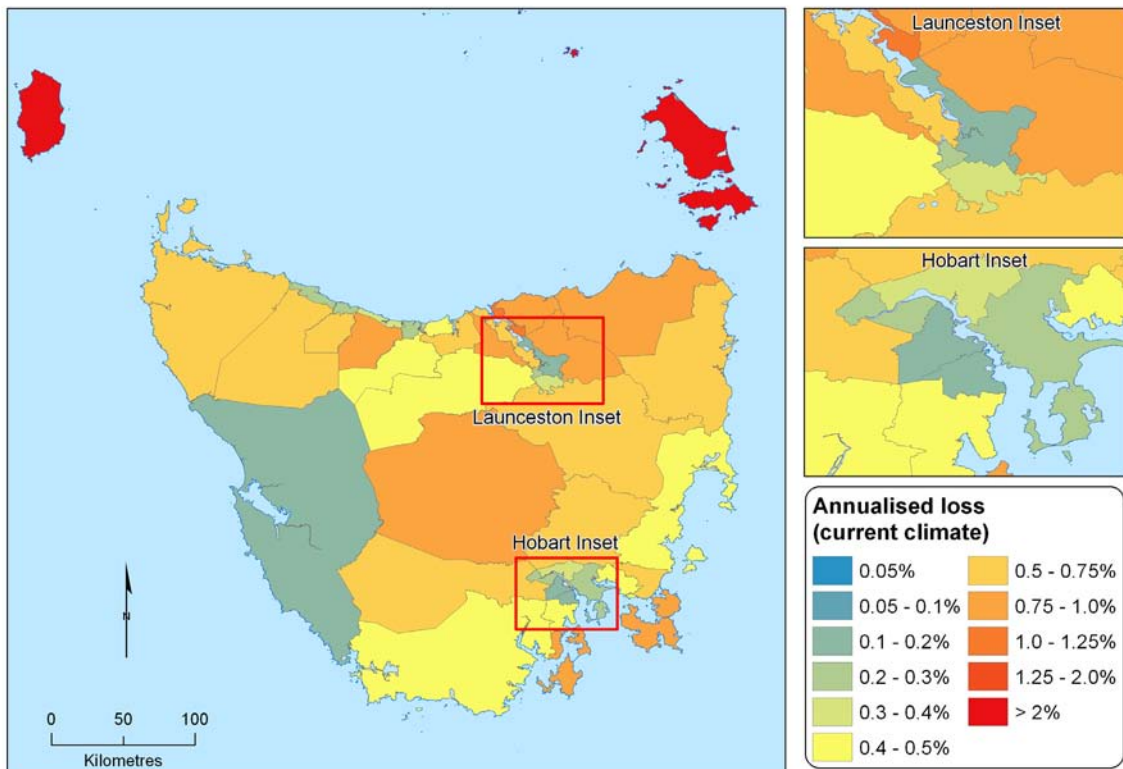 Launceston Inset
Hobart Inset
Launceston Inset
Hobart Inset
N
0 50 100
Kilometres
Annualised loss
(current climate)
0.05%
0.05 - 0.1%
0.1 - 0.2%
0.2 - 0.3%
0.3 - 0.4%
0.4 - 0.5%
0.5 - 0.75%
0.75 - 1.0%
1.0 - 1.25%
1.25 - 2.0%
> 2%